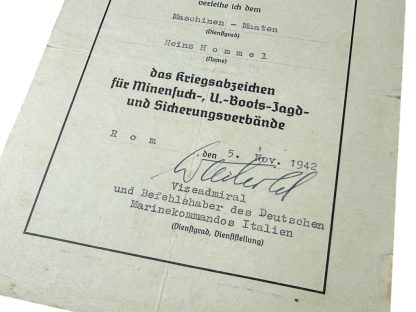 verleihe ich dem
Maschinen - Maaten
(Dienstgrad)
Heinz Hommel
(Name)
das Kriegsabzeichen
für Minensuch-, U.-Boots-Jagd-
und Sicherungsverbände
Rom, den 5. Nov. 1942
Vizeadmiral
und Befehlshaber des Deutschen
Marinekommandos Italien
(Dienstgrad, Dienststellung)